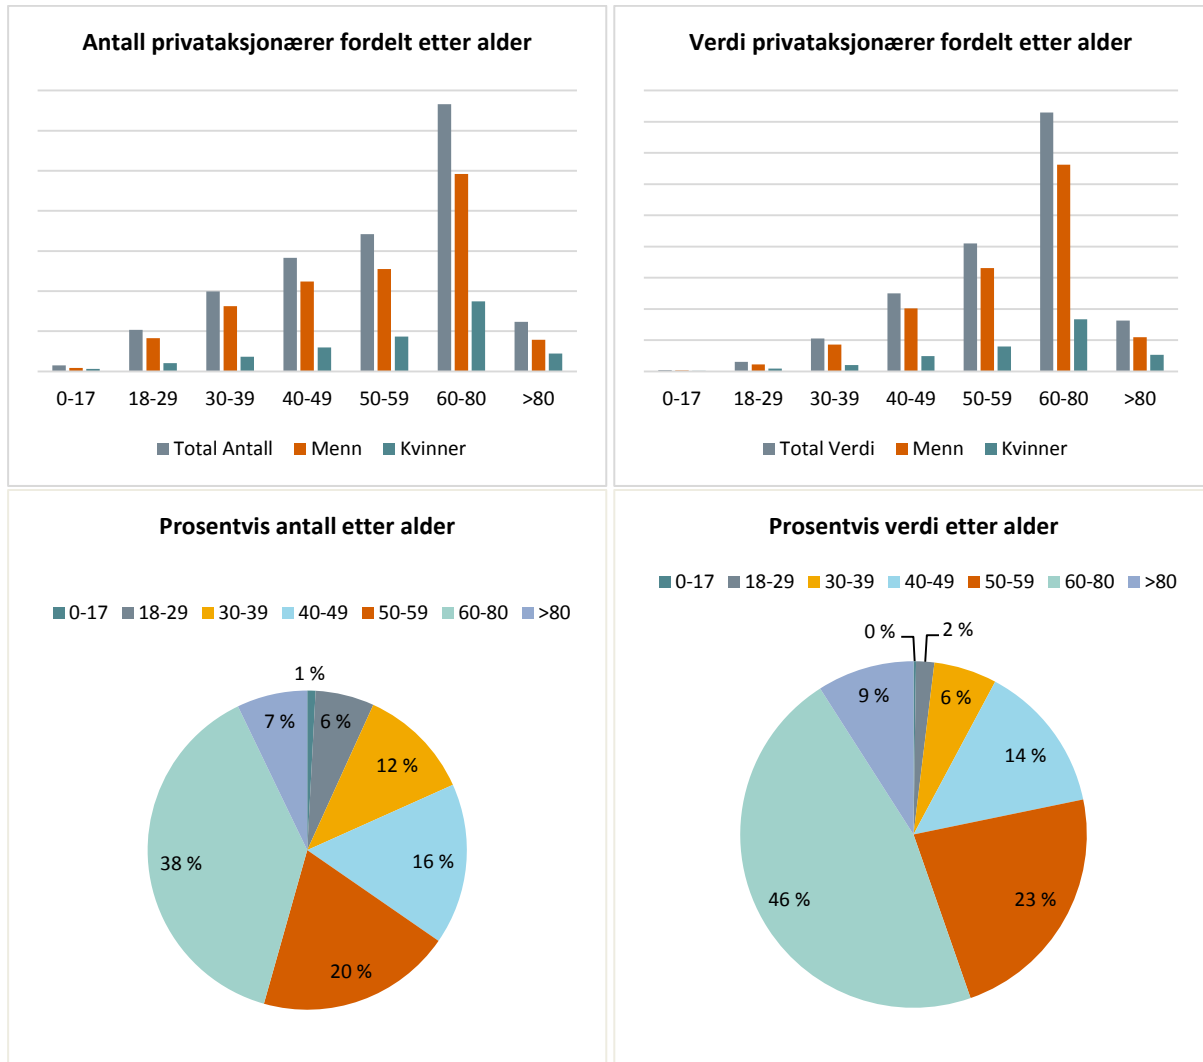 Antall privataksjonærer fordelt etter alder
0-17 18-29 30-39 40-49 50-59 60-80 >80
Total Antall Menn Kvinner
Verdi privataksjonærer fordelt etter alder
0-17 18-29 30-39 40-49 50-59 60-80 >80
Total Verdi Menn Kvinner
Prosentvis antall etter alder
0-17 18-29 30-39 40-49 50-59 60-80 >80
1 %
6 %
12 %
16 %
20 %
38 %
7 %
Prosentvis verdi etter alder
0-17 18-29 30-39 40-49 50-59 60-80 >80
0 %
2 %
6 %
14 %
23 %
46 %
9 %